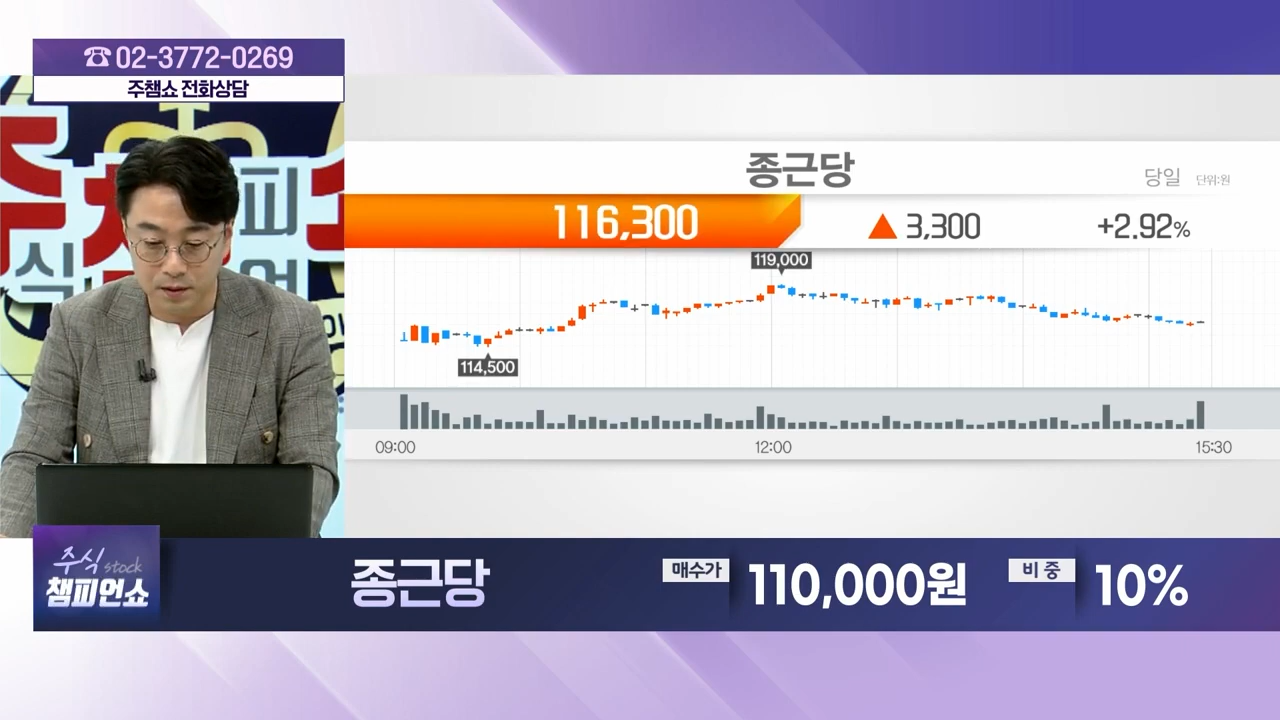 ☎02-3772-0269
주챔쇼 전화상담
종근당
당일 단위:원
116,300 ▲ 3,300 +2.92%
119,000
114,500
09:00 12:00 15:30
피
식
주식 stock
챔피언쇼
종근당 매수가 110,000원 비중 10%